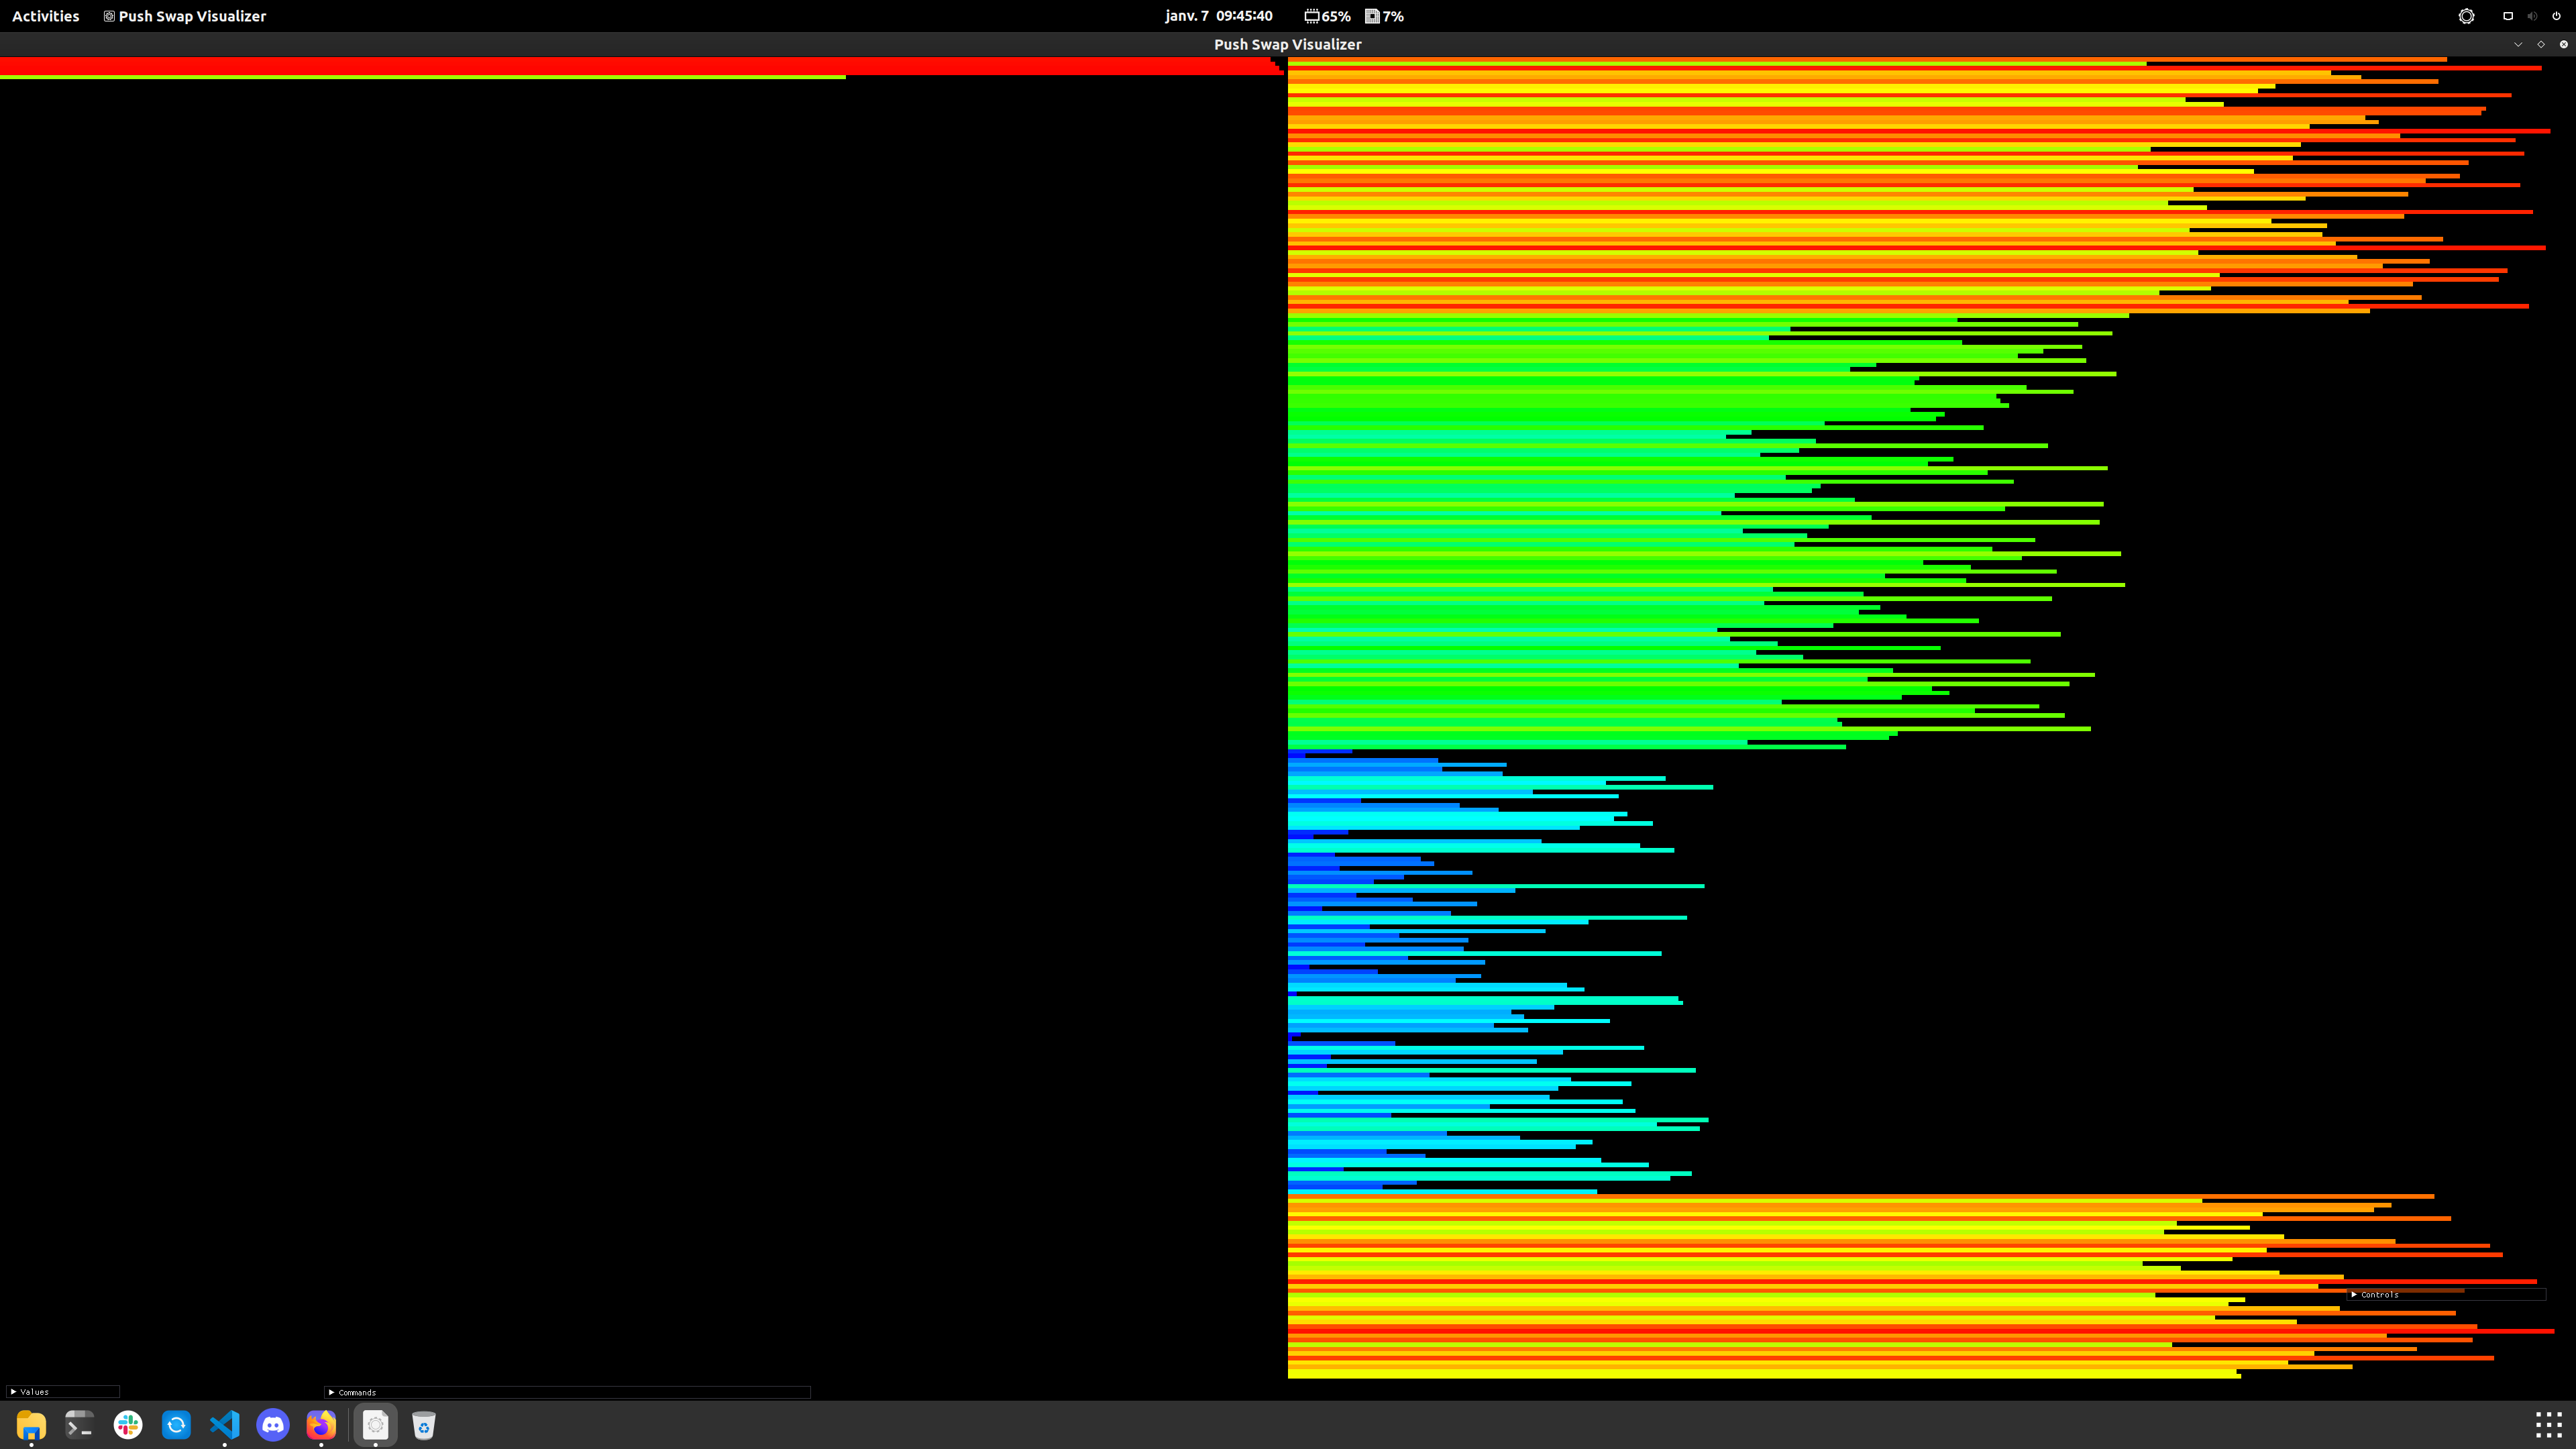 Activities Push Swap Visualizer janv. 7 09:45:40 65% 7%
Push Swap Visualizer
Controls
Values Commands